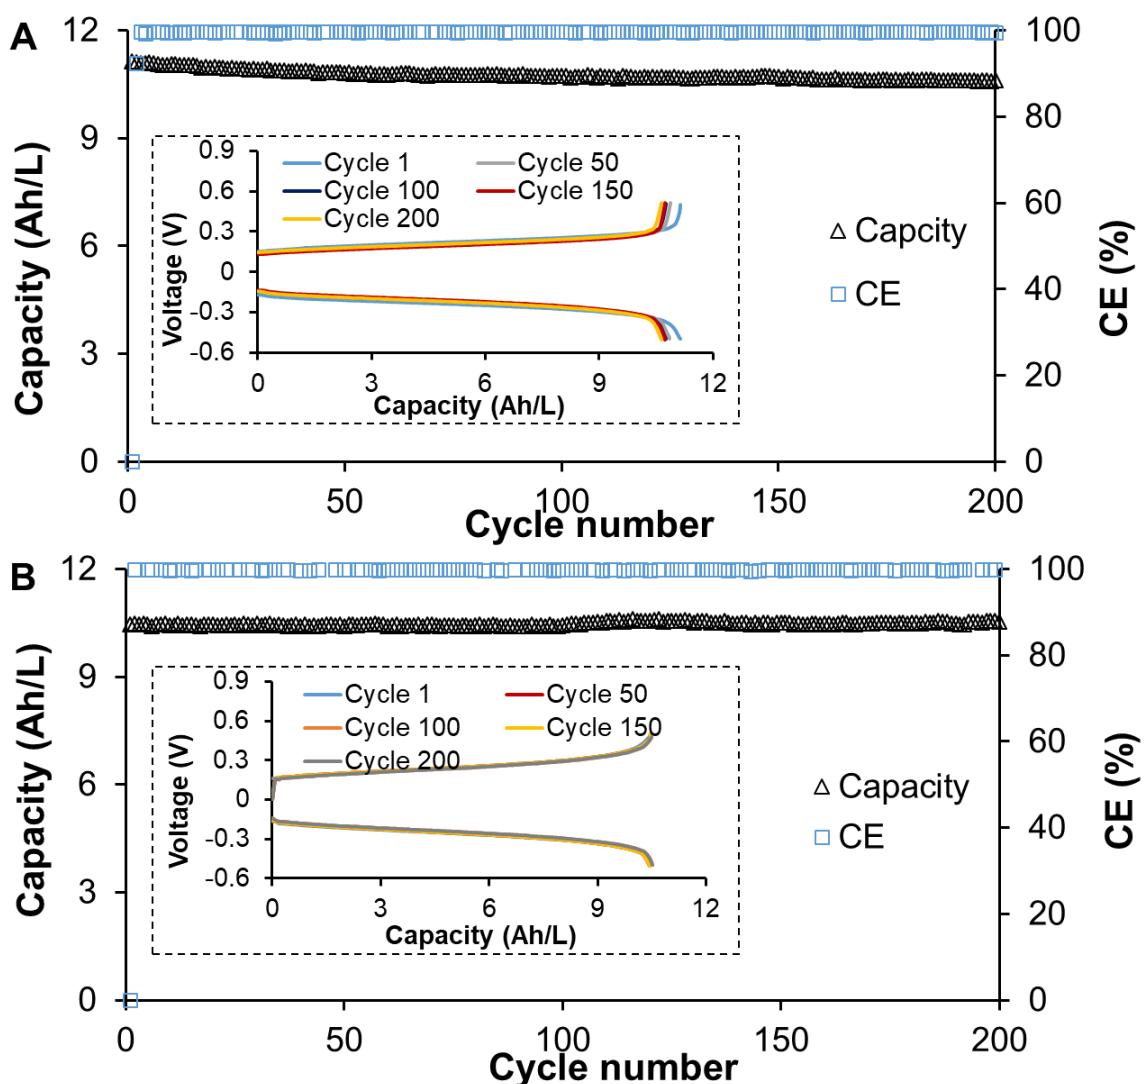 A
12
9
6
3
0
Capacity (Ah/L)
100
80
60
40
20
0
CE (%)
0.9
0.6
0.3
0
-0.3
-0.6
Voltage (V)
Cycle 1
Cycle 50
Cycle 100
Cycle 150
Cycle 200
0 3 6 9 12
Capacity (Ah/L)
Capcity
CE
0 50 100 150 200
Cycle number
B
12
9
6
3
0
Capacity (Ah/L)
100
80
60
40
20
0
CE (%)
0.9
0.6
0.3
0
-0.3
-0.6
Voltage (V)
Cycle 1
Cycle 50
Cycle 100
Cycle 150
Cycle 200
0 3 6 9 12
Capacity (Ah/L)
Capacity
CE
0 50 100 150 200
Cycle number